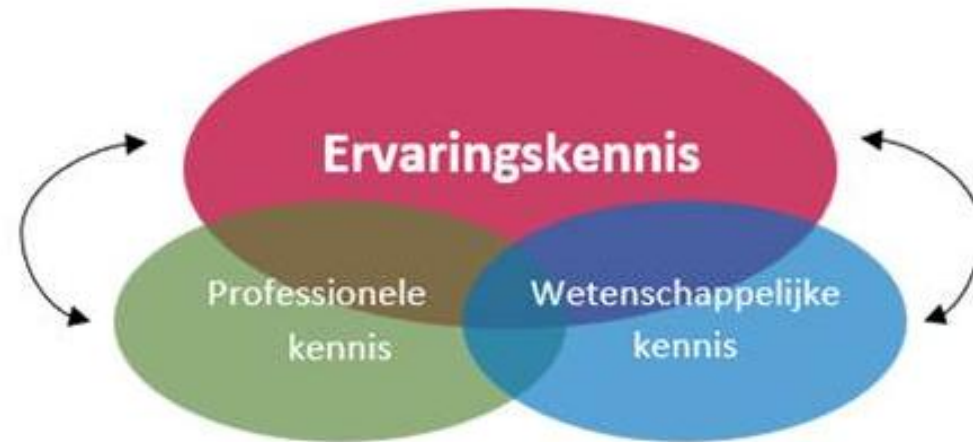 Ervaringskennis
Professionele
kennis
Wetenschappelijke
kennis